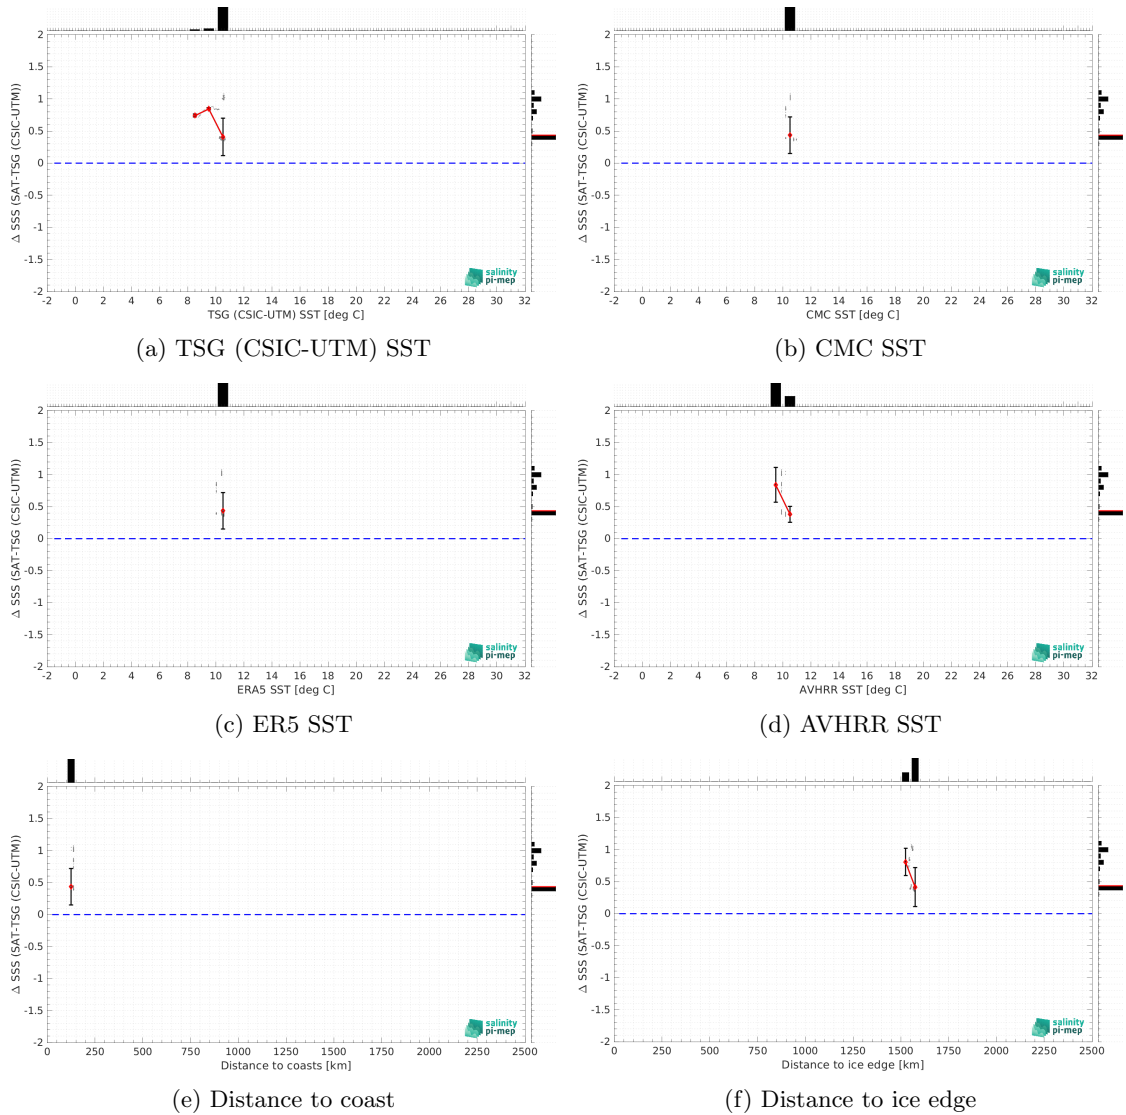 2
1.5
1
0.5
0
-0.5
-1
-1.5
-2
Δ SSS (SAT-TSG (CSIC-UTM))
salinity
pi-mep
-2 0 2 4 6 8 10 12 14 16 18 20 22 24 26 28 30 32
TSG (CSIC-UTM) SST [deg C]
(a) TSG (CSIC-UTM) SST
2
1.5
1
0.5
0
-0.5
-1
-1.5
-2
Δ SSS (SAT-TSG (CSIC-UTM))
salinity
pi-mep
-2 0 2 4 6 8 10 12 14 16 18 20 22 24 26 28 30 32
CMC SST [deg C]
(b) CMC SST
2
1.5
1
0.5
0
-0.5
-1
-1.5
-2
Δ SSS (SAT-TSG (CSIC-UTM))
salinity
pi-mep
-2 0 2 4 6 8 10 12 14 16 18 20 22 24 26 28 30 32
ERA5 SST [deg C]
(c) ER5 SST
2
1.5
1
0.5
0
-0.5
-1
-1.5
-2
Δ SSS (SAT-TSG (CSIC-UTM))
salinity
pi-mep
-2 0 2 4 6 8 10 12 14 16 18 20 22 24 26 28 30 32
AVHRR SST [deg C]
(d) AVHRR SST
2
1.5
1
0.5
0
-0.5
-1
-1.5
-2
Δ SSS (SAT-TSG (CSIC-UTM))
salinity
pi-mep
0 250 500 750 1000 1250 1500 1750 2000 2250 2500
Distance to coasts [km]
(e) Distance to coast
2
1.5
1
0.5
0
-0.5
-1
-1.5
-2
Δ SSS (SAT-TSG (CSIC-UTM))
salinity
pi-mep
0 250 500 750 1000 1250 1500 1750 2000 2250 2500
Distance to ice edge [km]
(f) Distance to ice edge